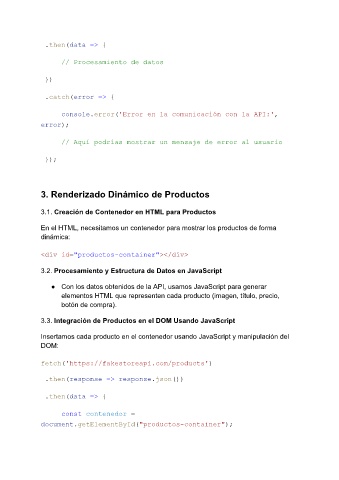 .then(data => {
// Procesamiento de datos
})
.catch(error => {
console.error('Error en la comunicación con la API:',
error);
// Aquí podrías mostrar un mensaje de error al usuario
});
3. Renderizado Dinámico de Productos
3.1. Creación de Contenedor en HTML para Productos
En el HTML, necesitamos un contenedor para mostrar los productos de forma
dinámica:
<div id="productos-container"></div>
3.2. Procesamiento y Estructura de Datos en JavaScript
● Con los datos obtenidos de la API, usamos JavaScript para generar
elementos HTML que representen cada producto (imagen, título, precio,
botón de compra).
3.3. Integración de Productos en el DOM Usando JavaScript
Insertamos cada producto en el contenedor usando JavaScript y manipulación del
DOM:
fetch('https://fakestoreapi.com/products')
.then(response => response.json())
.then(data => {
const contenedor =
document.getElementById("productos-container");